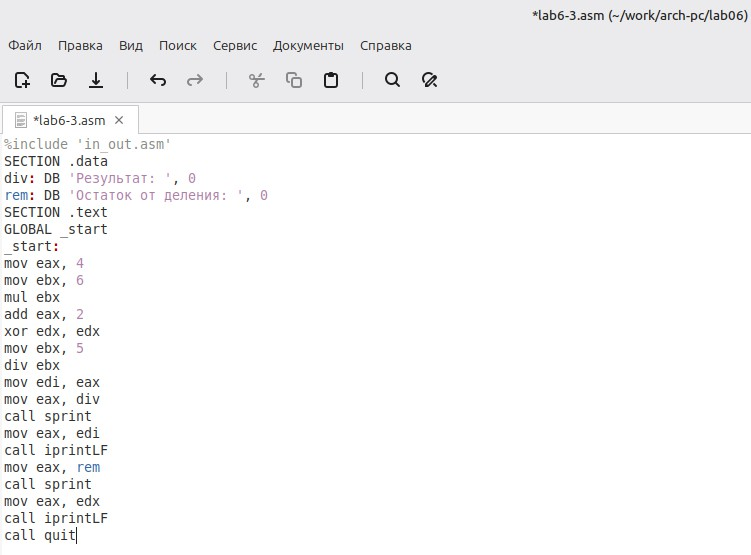 *lab6-3.asm (~/work/arch-pc/lab06)
Файл Правка Вид Поиск Сервис Документы Справка
*lab6-3.asm
%include 'in_out.asm'
SECTION .data
div: DB 'Результат: ', 0
rem: DB 'Остаток от деления: ', 0
SECTION .text
GLOBAL _start
_start:
mov eax, 4
mov ebx, 6
mul ebx
add eax, 2
xor edx, edx
mov ebx, 5
div ebx
mov edi, eax
mov eax, div
call sprint
mov eax, edi
call iprintLF
mov eax, rem
call sprint
mov eax, edx
call iprintLF
call quit